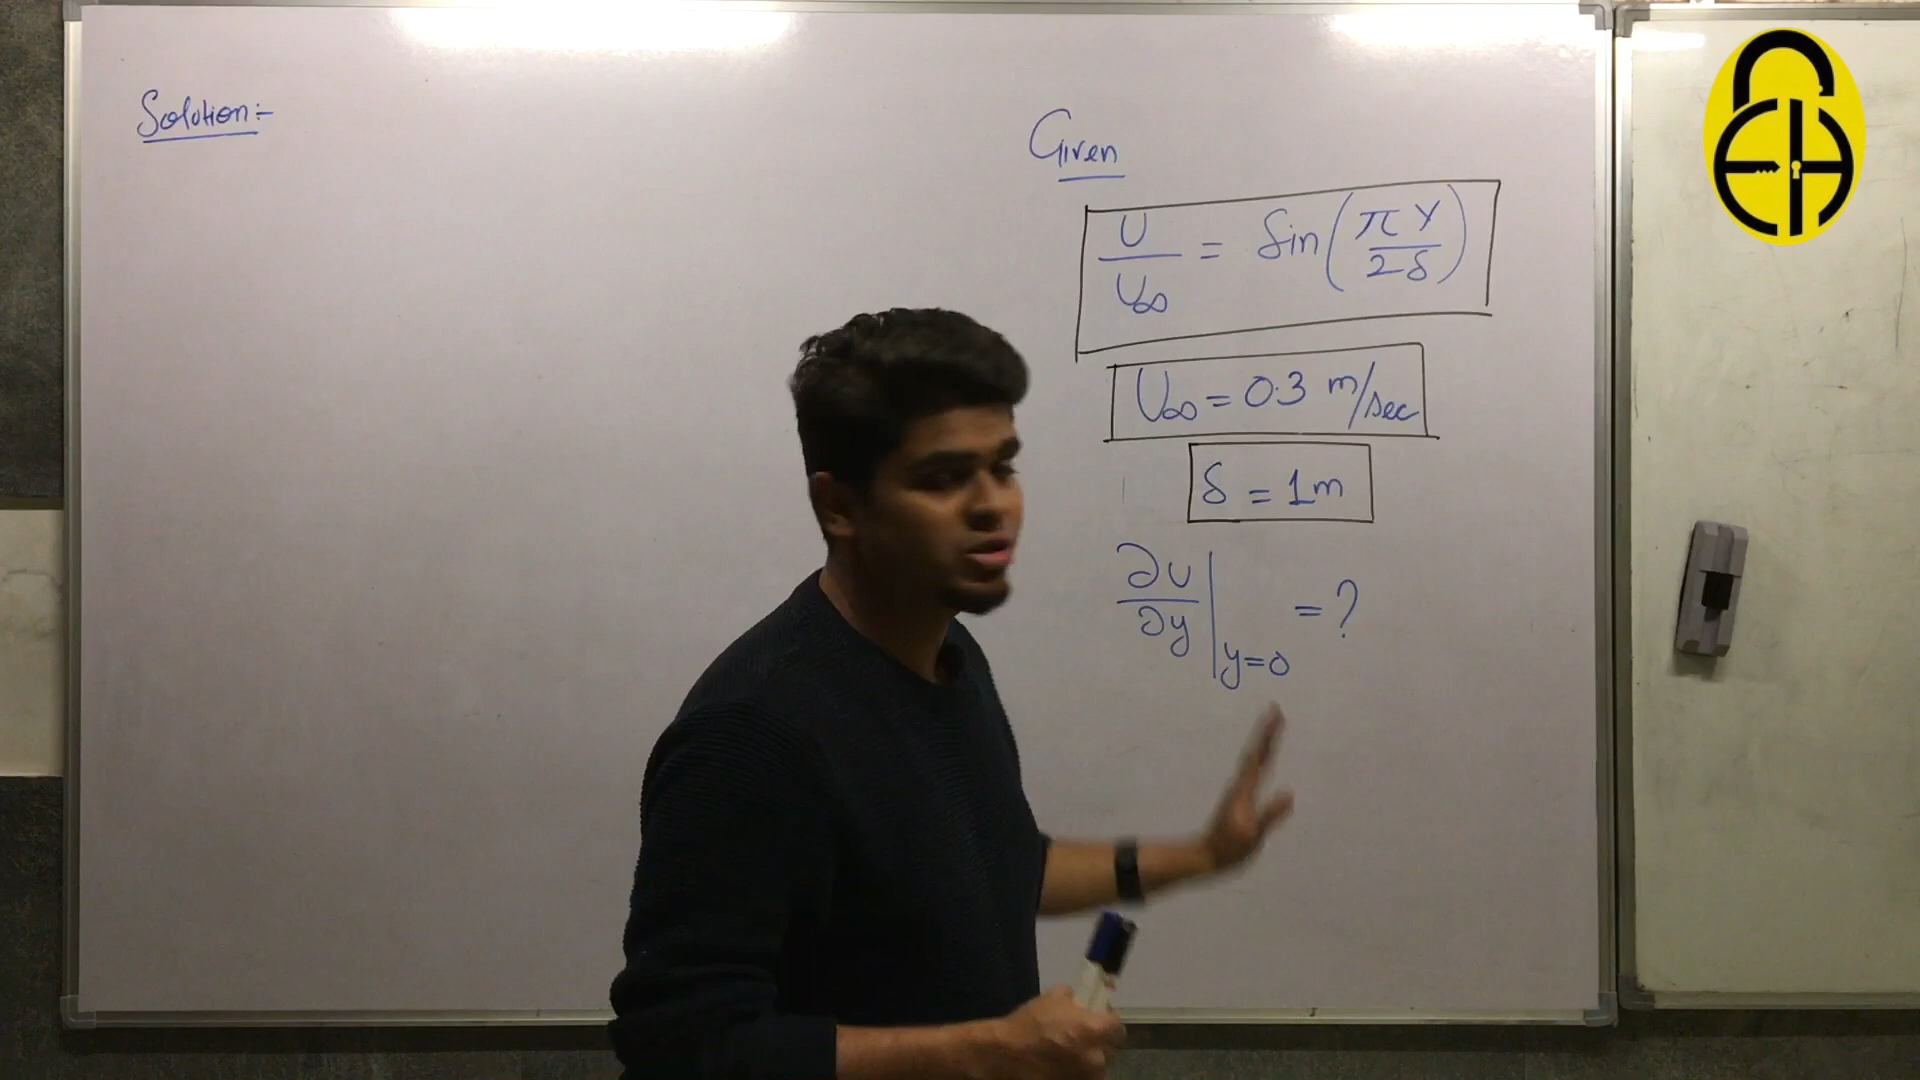 Solution:-
Given
U/U∞ = Sin(πY/2δ)
U∞ = 0.3 m/sec
δ = 1m
∂U/∂y|y=0 = ?